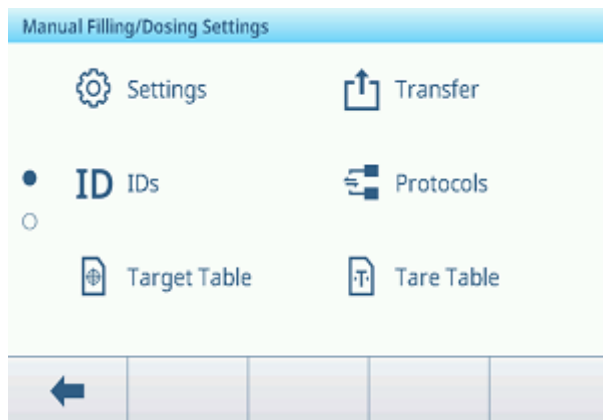 Manual Filling/Dosing Settings
Settings
Transfer
ID IDs
Protocols
Target Table
T Tare Table